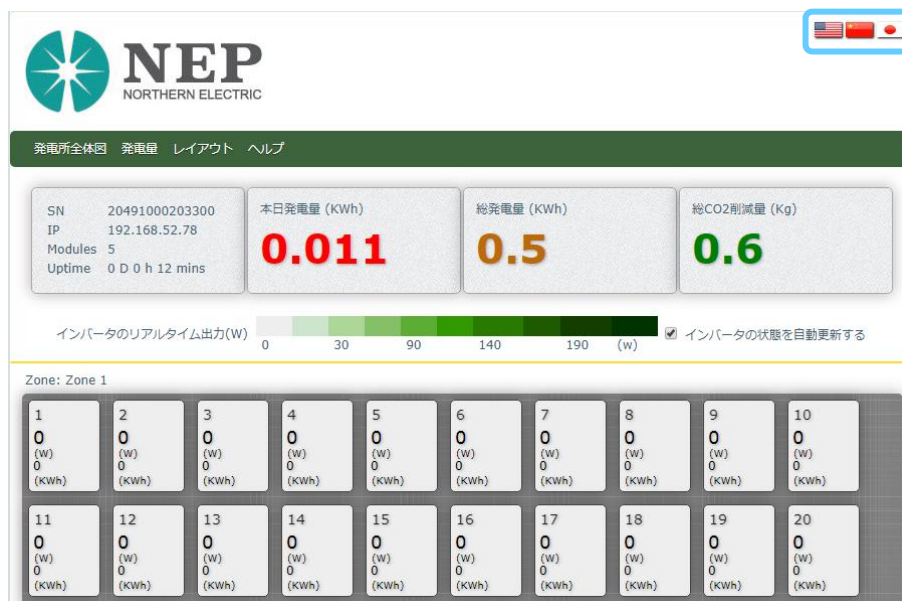 NEP
NORTHERN ELECTRIC
発電所全体図 発電量 レイアウト ヘルプ
SN 20491000203300
IP 192.168.52.78
Modules 5
Uptime 0 D 0 h 12 mins
本日発電量 (KWh)
0.011
総発電量 (KWh)
0.5
総CO2削減量 (Kg)
0.6
インバータのリアルタイム出力(W)
0 30 90 140 190 (w)
インバータの状態を自動更新する
Zone: Zone 1
1 2 3 4 5 6 7 8 9 10
0 0 0 0 0 0 0 0 0 0
(W) (W) (W) (W) (W) (W) (W) (W) (W) (W)
0 0 0 0 0 0 0 0 0 0
(KWh) (KWh) (KWh) (KWh) (KWh) (KWh) (KWh) (KWh) (KWh) (KWh)
11 12 13 14 15 16 17 18 19 20
0 0 0 0 0 0 0 0 0 0
(W) (W) (W) (W) (W) (W) (W) (W) (W) (W)
0 0 0 0 0 0 0 0 0 0
(KWh) (KWh) (KWh) (KWh) (KWh) (KWh) (KWh) (KWh) (KWh) (KWh)